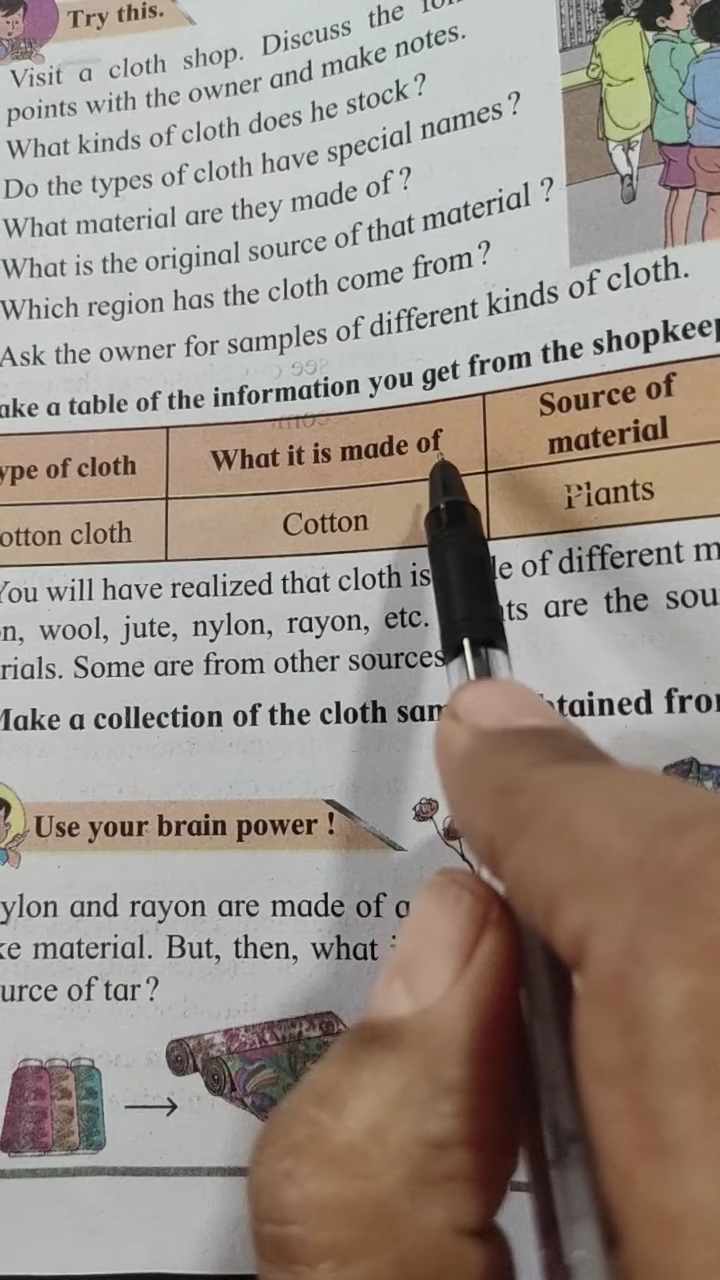 Try this.
Visit a cloth shop. Discuss the
points with the owner and make notes.
What kinds of cloth does he stock?
Do the types of cloth have special names?
What material are they made of?
What is the original source of that material?
Which region has the cloth come from?
Ask the owner for samples of different kinds of cloth.
ake a table of the information you get from the shopkeep
ype of cloth What it is made of Source of material
otton cloth Cotton Plants
You will have realized that cloth is le of different m
n, wool, jute, nylon, rayon, etc. ts are the sou
rials. Some are from other sources
Make a collection of the cloth sam tained fro
Use your brain power !
ylon and rayon are made of a
ke material. But, then, what
urce of tar?